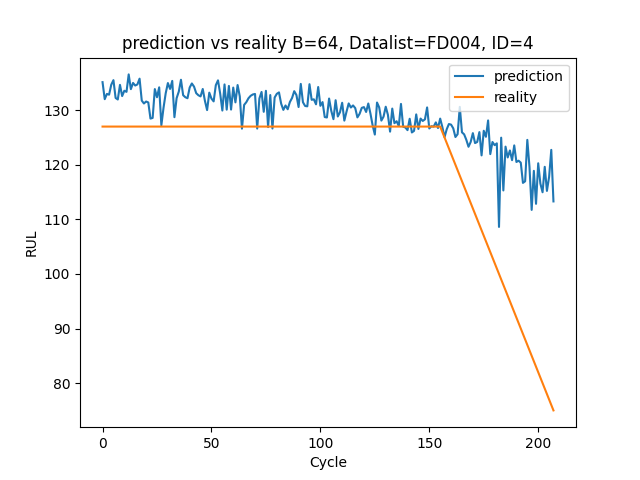 prediction vs reality B=64, Datalist=FD004, ID=4
prediction
reality
130
120
110
100
90
80
RUL
0 50 100 150 200
Cycle